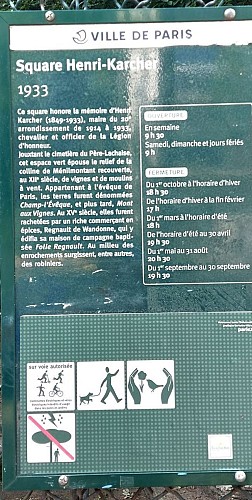 VILLE DE PARIS
Square Henri-Karcher
1933
Ce square honore la mémoire d'Henri
Karcher (1849-1933), maire du 20e
arrondissement de 1914 à 1933,
chevalier et officier de la Légion
d'honneur.
Jouxtant le cimetière du Père-Lachaise,
cet espace vert épouse le relief de la
colline de Ménilmontant recouverte,
au XIIe siècle, de vignes et de moulins
à vent. Appartenant à l'évêque de
Paris, les terres furent dénommées
Champ-l'Évêque, et plus tard, Mont
aux Vignes. Au XVe siècle, elles furent
rachetées par un riche commerçant en
épices, Regnault de Wandonne, qui y
édifia sa maison de campagne bapti-
sée Folie Regnault. Au milieu des
enrochements surgissent, entre autres,
des robiniers.
OUVERTURE
En semaine
9 h 30
Samedi, dimanche et jours fériés
9 h
FERMETURE
Du 1er octobre à l'horaire d'hiver
18 h 30
De l'horaire d'hiver à la fin février
17 h
Du 1er mars à l'horaire d'été
18 h
De l'horaire d'été au 30 avril
19 h 30
Du 1er mai au 31 août
20 h 30
Du 1er septembre au 30 septembre
19 h 30
sur voie autorisée